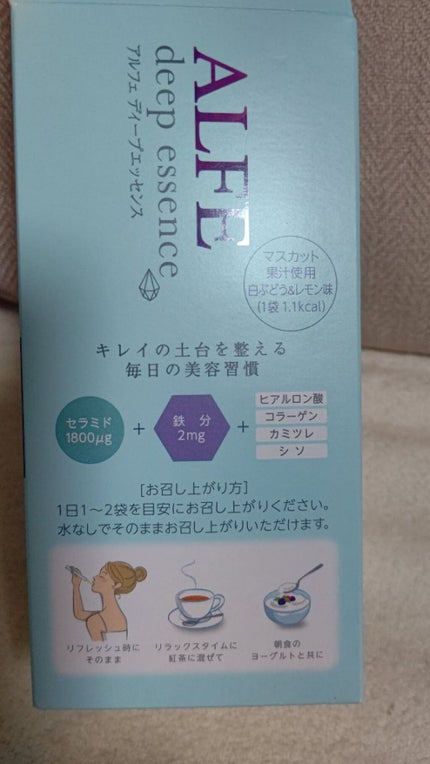 ALFE
deep essence
アルフェ ディープエッセンス
マスカット
果汁使用
白ぶどう&レモン味
(1袋 1.1kcal)
キレイの土台を整える
毎日の美容習慣
セラミド
1800μg
+
鉄 分
2mg
+
ヒアルロン酸
コラーゲン
カミツレ
シ ソ
[お召し上がり方]
1日1~2袋を目安にお召し上がりください。
水なしでそのままお召し上がりいただけます。
リフレッシュ時に
そのまま
リラックスタイムに
紅茶に混ぜて
朝食の
ヨーグルトと共に